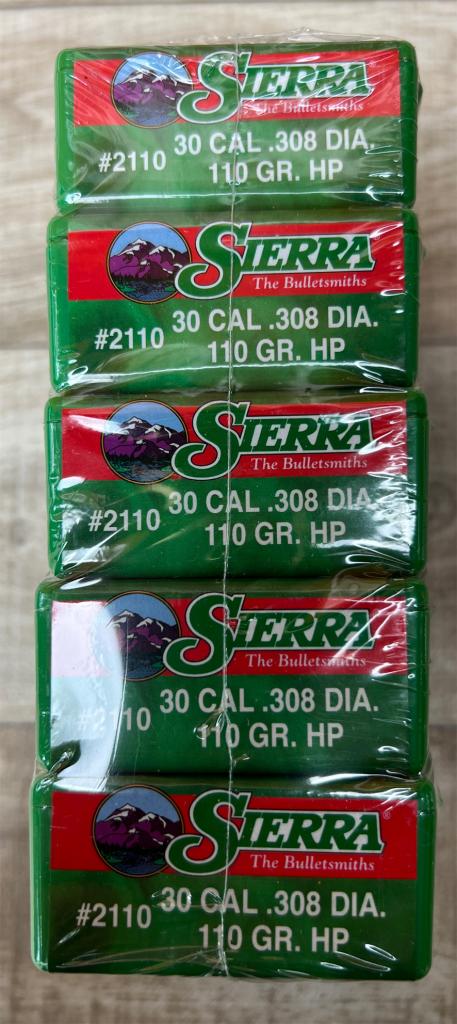 SIERRA
The Bulletsmiths
#2110 30 CAL .308 DIA.
110 GR. HP
SIERRA
The Bulletsmiths
#2110 30 CAL .308 DIA.
110 GR. HP
SIERRA
The Bulletsmiths
#2110 30 CAL .308 DIA.
110 GR. HP
SIERRA
The Bulletsmiths
#2110 30 CAL .308 DIA.
110 GR. HP
SIERRA®
The Bulletsmiths
#2110 30 CAL .308 DIA.
110 GR. HP